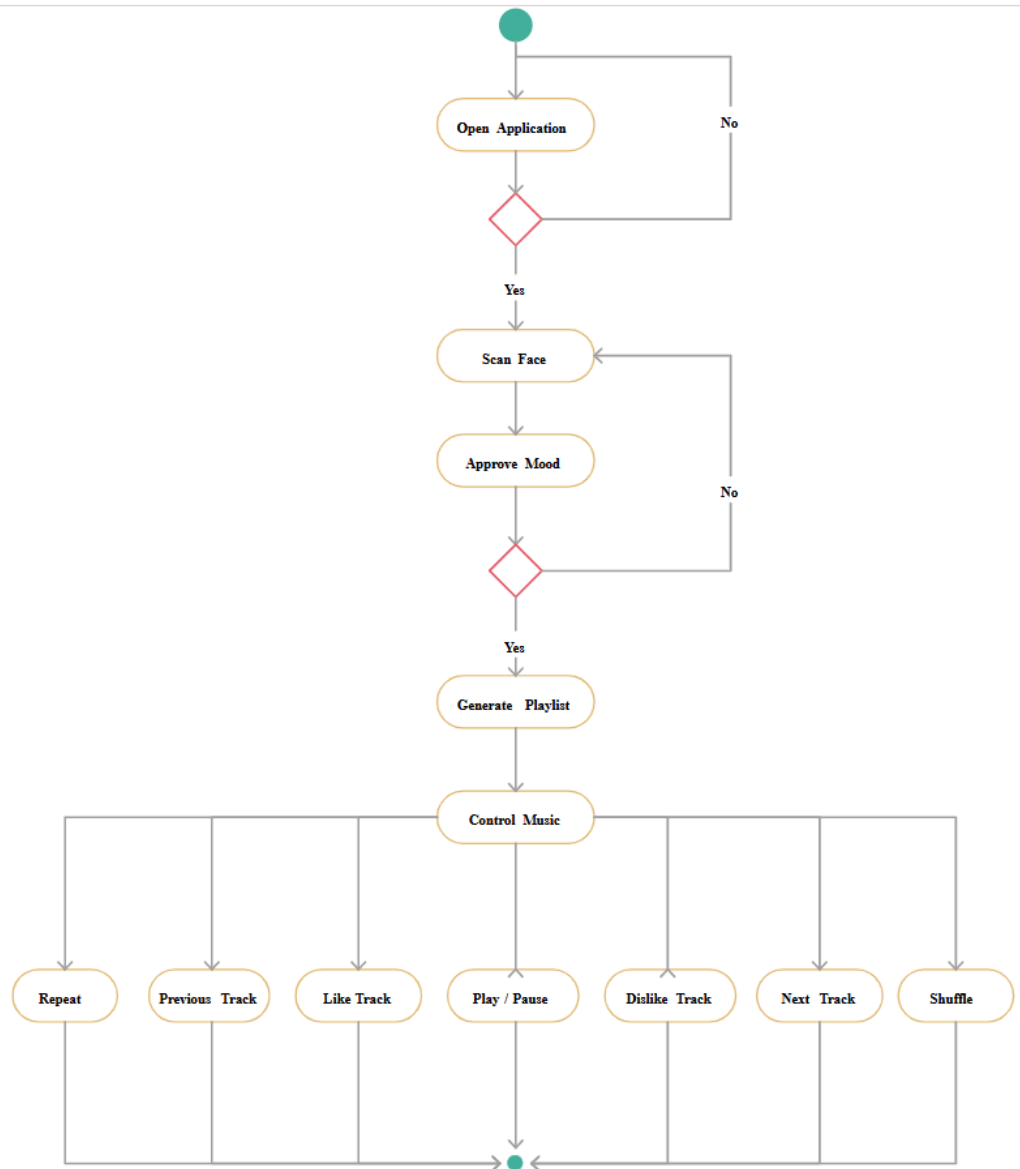 Open Application
No
Yes
Scan Face
Approve Mood
No
Yes
Generate Playlist
Control Music
Repeat
Previous Track
Like Track
Play / Pause
Dislike Track
Next Track
Shuffle